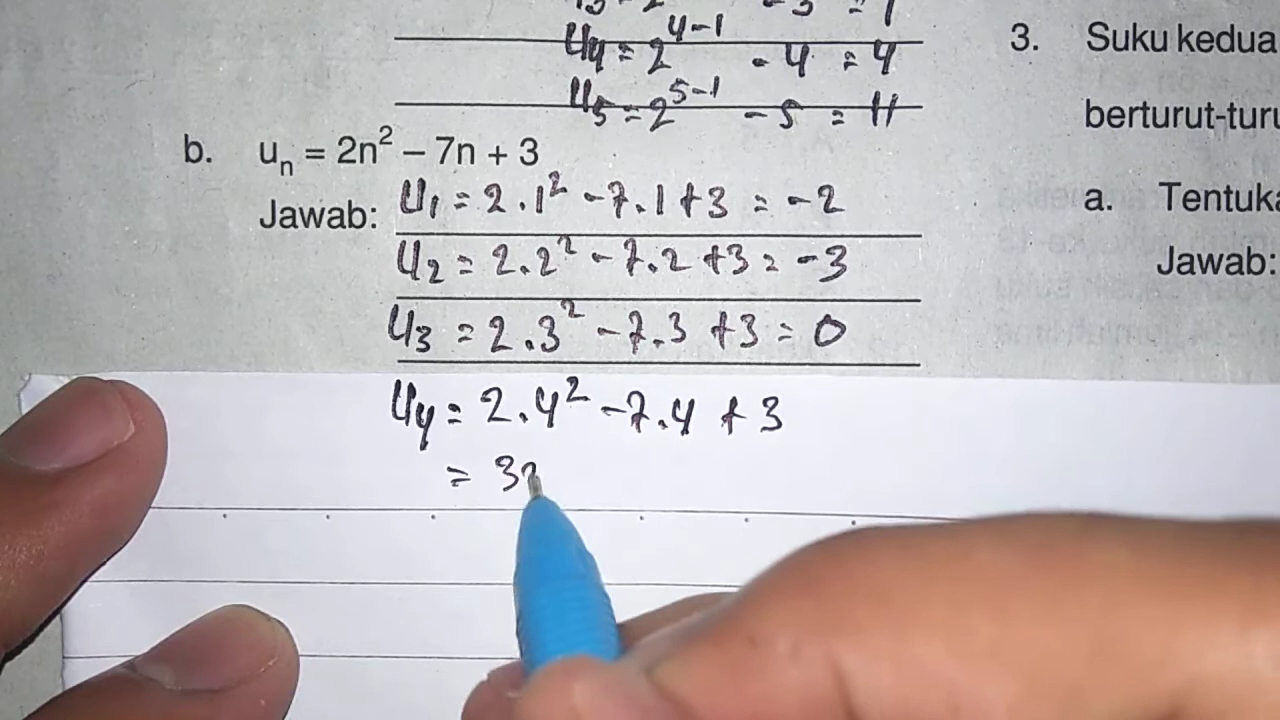 U4 = 2^4-1 - 4 = 4
U5 = 2^5-1 - 5 = 11
b. un = 2n² – 7n + 3
Jawab: U1 = 2.1² - 7.1 + 3 = -2
U2 = 2.2² - 7.2 + 3 = -3
U3 = 2.3² - 7.3 + 3 = 0
U4 = 2.4² - 7.4 + 3
= 32
3. Suku kedua
berturut-turu
a. Tentuka
Jawab: